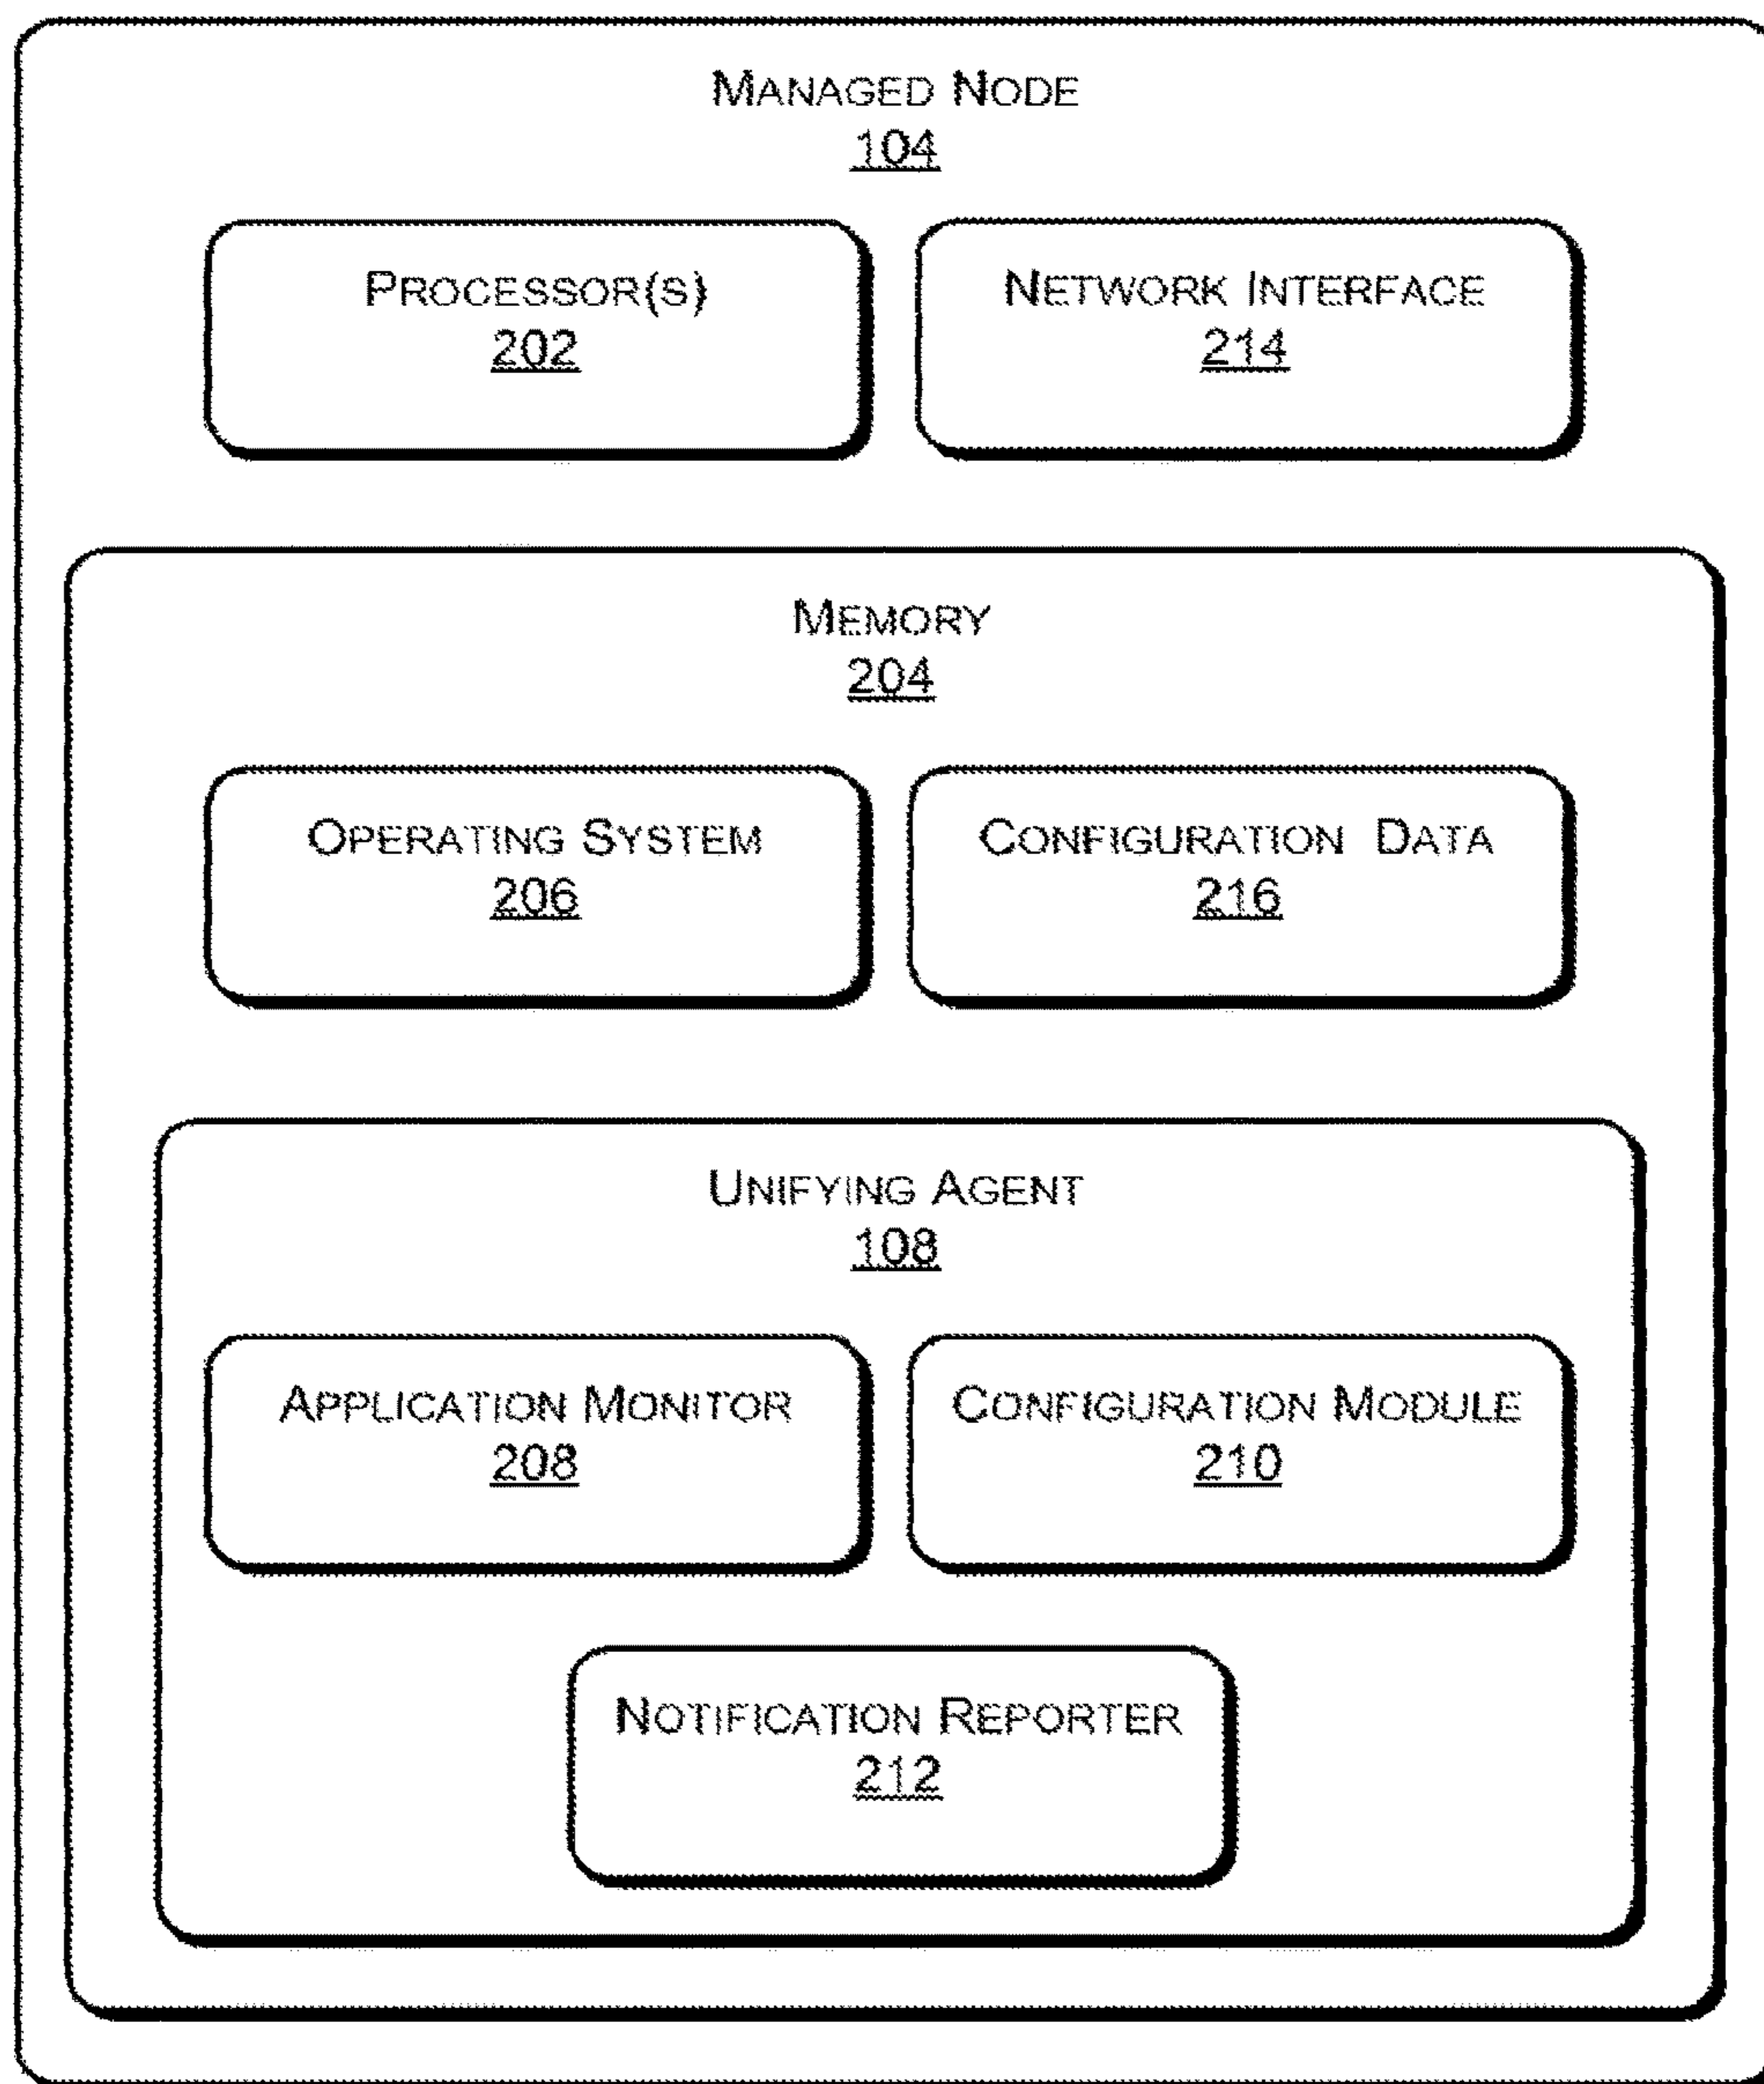 MANAGED NODE
104
PROCESSOR(S)
202
NETWORK INTERFACE
214
MEMORY
204
OPERATING SYSTEM
206
CONFIGURATION DATA
216
UNIFYING AGENT
108
APPLICATION MONITOR
208
CONFIGURATION MODULE
210
NOTIFICATION REPORTER
212